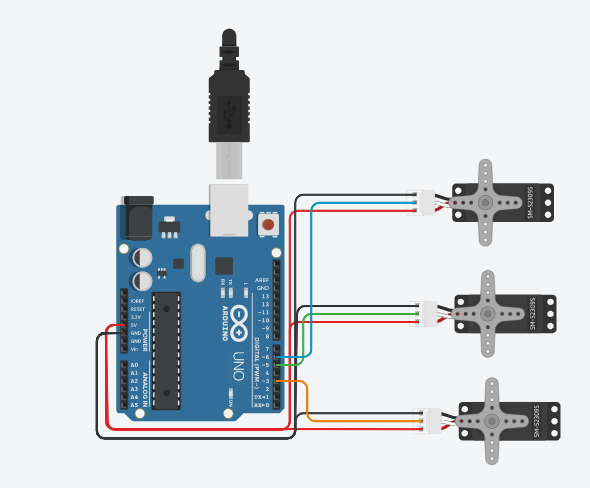 SM-S2309S
SM-S2309S
SM-S2309S
AREF
GND
13
12
~11
~10
~9
8
7
~6
~5
4
~3
2
TX→1
RX←0
DIGITAL (PWM~)
L
TX
RX
ARDUINO
UNO
ON
IOREF
RESET
3.3V
5V
GND
GND
Vin
POWER
A0
A1
A2
A3
A4
A5
ANALOG IN